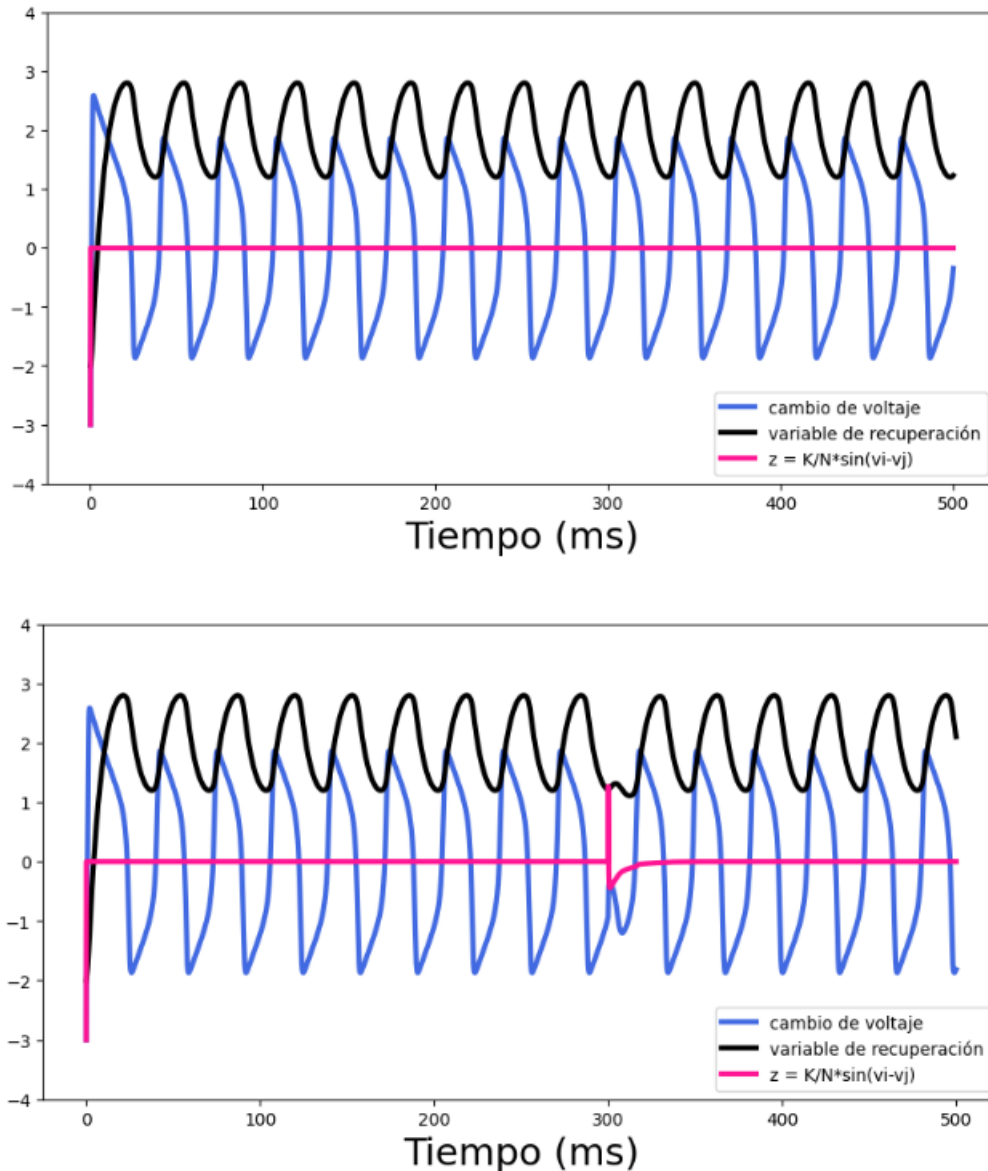 4
3
2
1
0
−1
−2
−3
−4
cambio de voltaje
variable de recuperación
z = K/N*sin(vi-vj)
0 100 200 300 400 500
Tiempo (ms)
4
3
2
1
0
−1
−2
−3
−4
cambio de voltaje
variable de recuperación
z = K/N*sin(vi-vj)
0 100 200 300 400 500
Tiempo (ms)